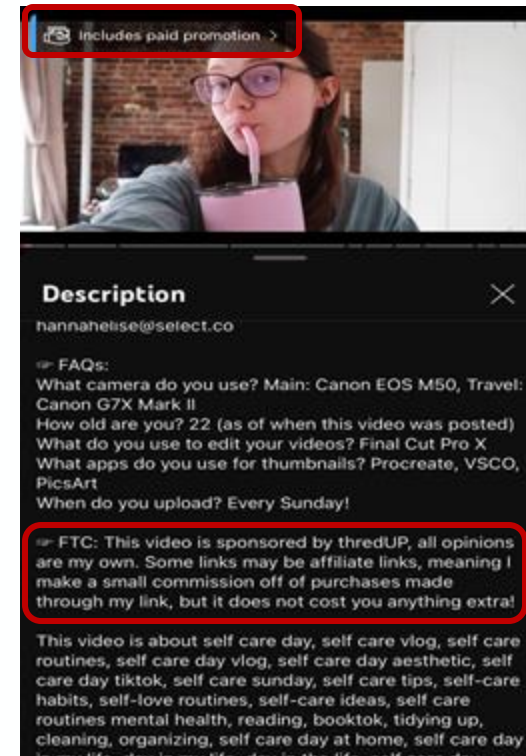 Includes paid promotion >
Description
hannahelise@select.co
☞ FAQs:
What camera do you use? Main: Canon EOS M50, Travel:
Canon G7X Mark II
How old are you? 22 (as of when this video was posted)
What do you use to edit your videos? Final Cut Pro X
What apps do you use for thumbnails? Procreate, VSCO,
PicsArt
When do you upload? Every Sunday!
☞ FTC: This video is sponsored by thredUP, all opinions
are my own. Some links may be affiliate links, meaning I
make a small commission off of purchases made
through my link, but it does not cost you anything extra!
This video is about self care day, self care vlog, self care
routines, self care day vlog, self care day aesthetic, self
care day tiktok, self care sunday, self care tips, self-care
habits, self-love routines, self-care ideas, self care
routines mental health, reading, booktok, tidying up,
cleaning, organizing, self care day at home, self care day